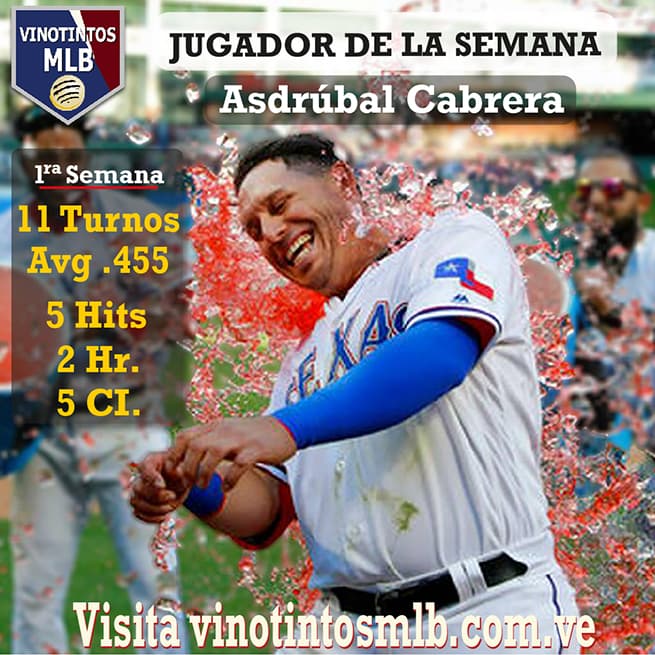 VINOTINTOS
MLB
JUGADOR DE LA SEMANA
Asdrúbal Cabrera
1ra Semana
11 Turnos
Avg .455
5 Hits
2 Hr.
5 CI.
TEXAS
Visita vinotintosmlb.com.ve